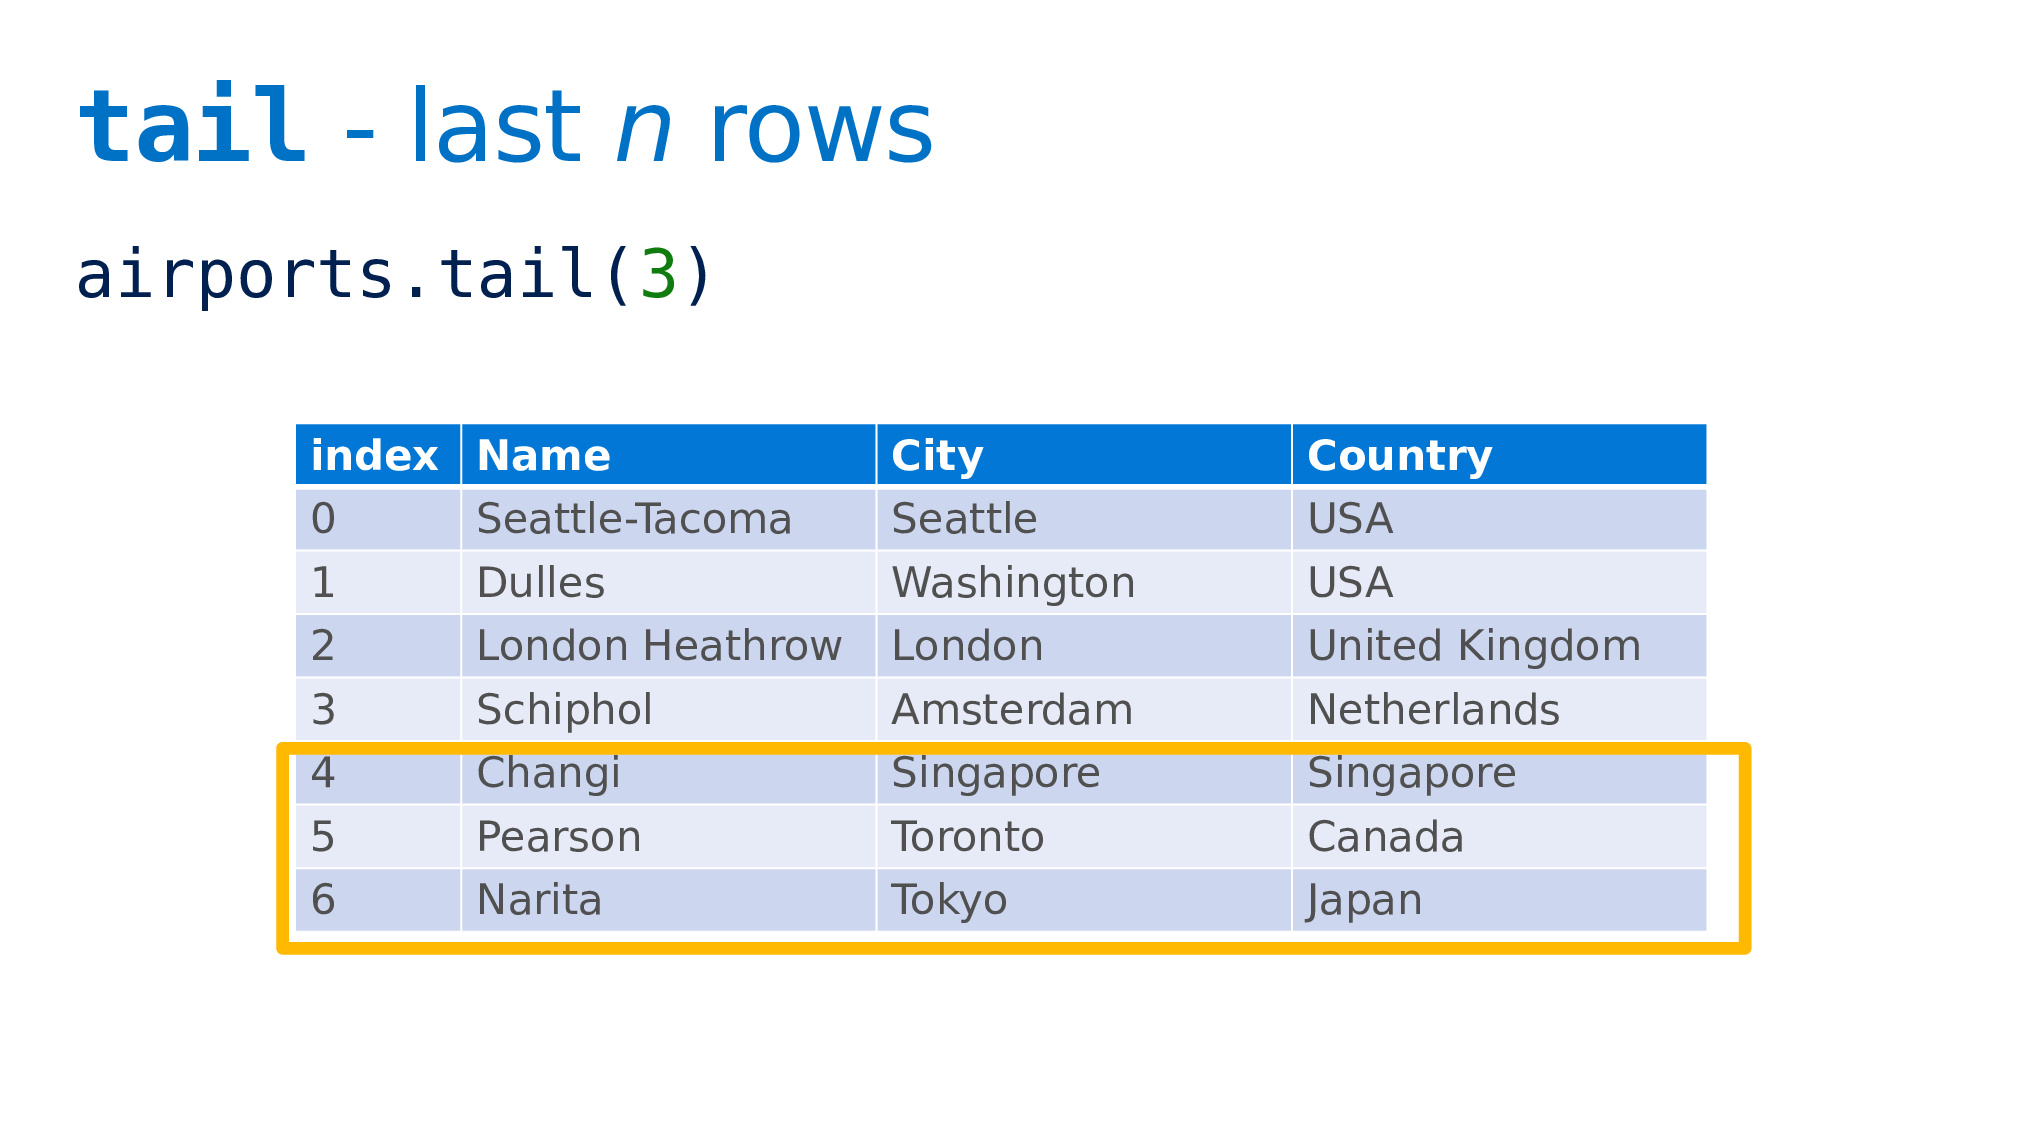 tail - last n rows
airports.tail(3)
index Name City Country
0 Seattle-Tacoma Seattle USA
1 Dulles Washington USA
2 London Heathrow London United Kingdom
3 Schiphol Amsterdam Netherlands
4 Changi Singapore Singapore
5 Pearson Toronto Canada
6 Narita Tokyo Japan